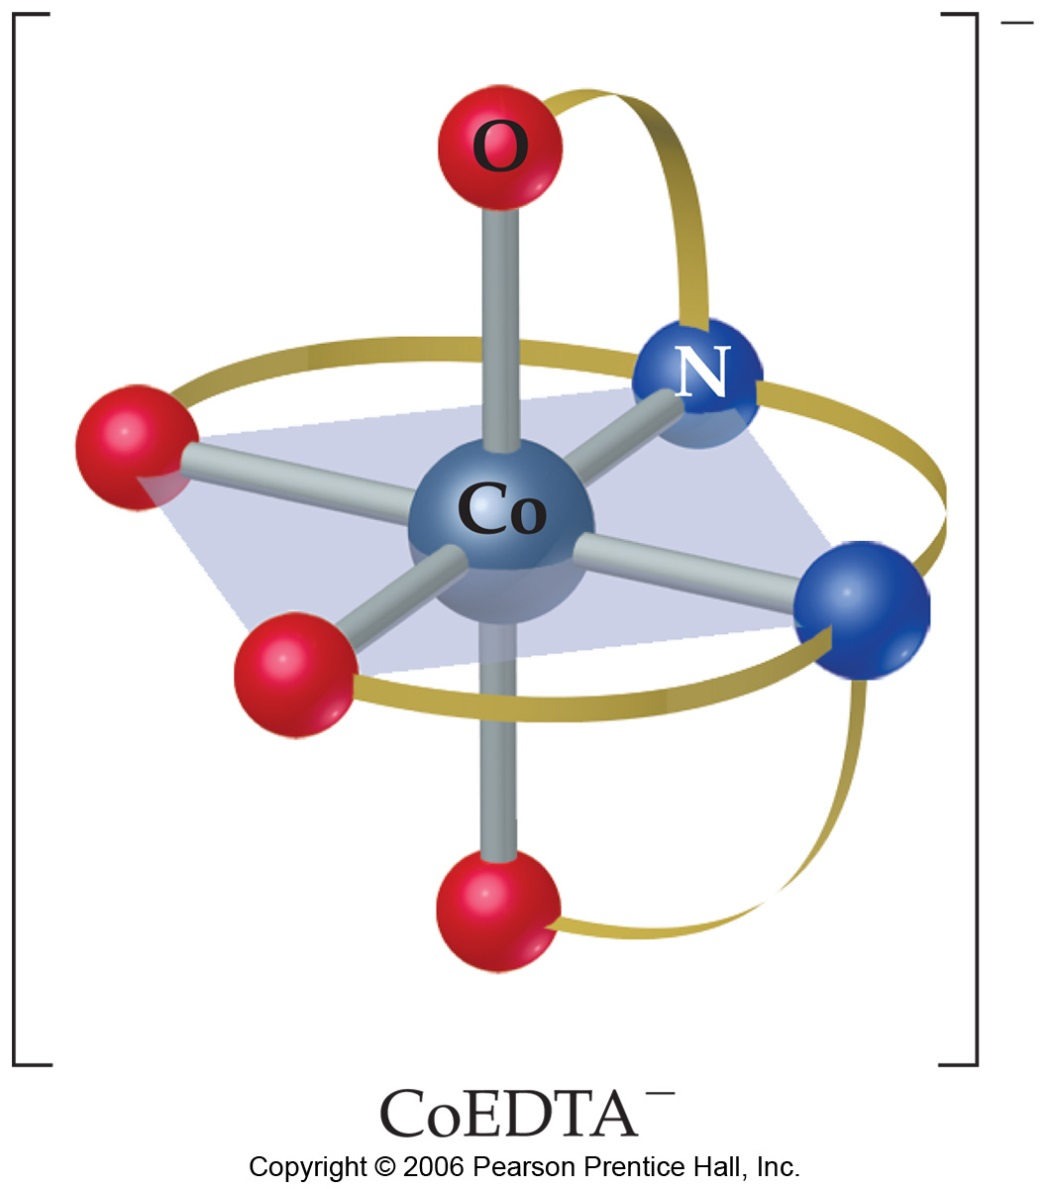 −
O
N
Co
CoEDTA−
Copyright © 2006 Pearson Prentice Hall, Inc.